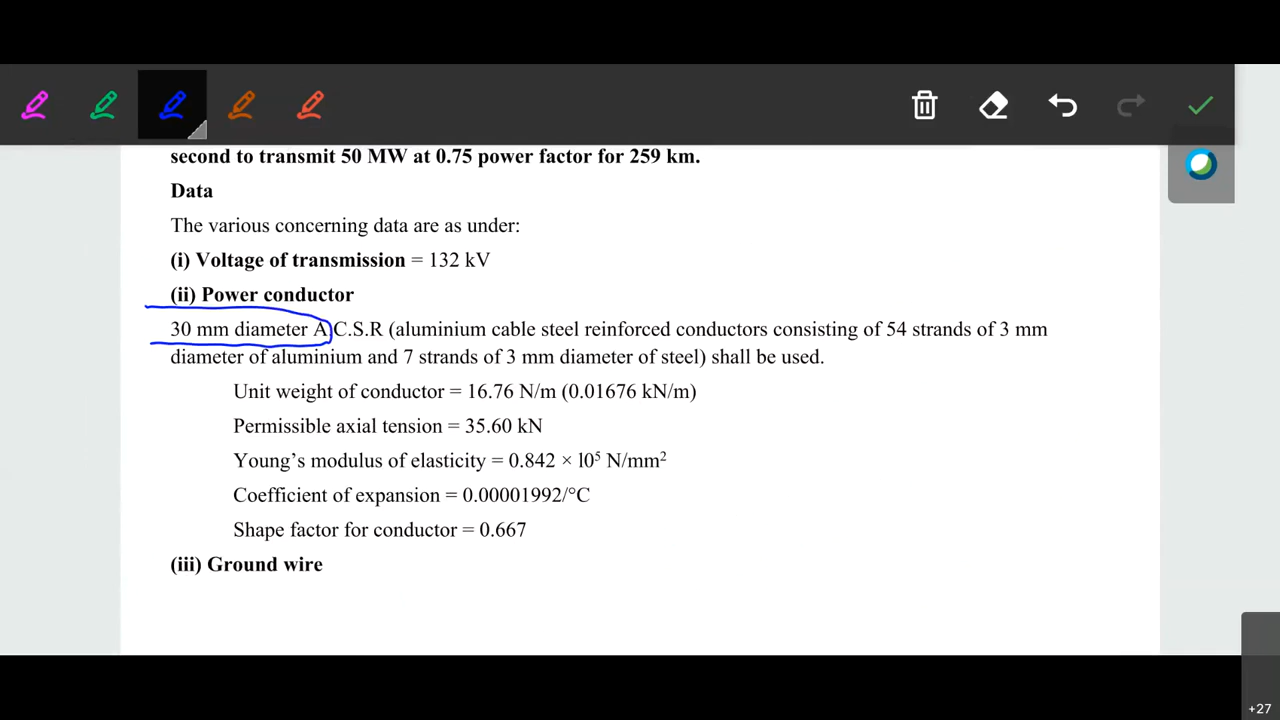 second to transmit 50 MW at 0.75 power factor for 259 km.
Data
The various concerning data are as under:
(i) Voltage of transmission = 132 kV
(ii) Power conductor
30 mm diameter A.C.S.R (aluminium cable steel reinforced conductors consisting of 54 strands of 3 mm
diameter of aluminium and 7 strands of 3 mm diameter of steel) shall be used.
Unit weight of conductor = 16.76 N/m (0.01676 kN/m)
Permissible axial tension = 35.60 kN
Young’s modulus of elasticity = 0.842 × l0⁵ N/mm²
Coefficient of expansion = 0.00001992/°C
Shape factor for conductor = 0.667
(iii) Ground wire
+27